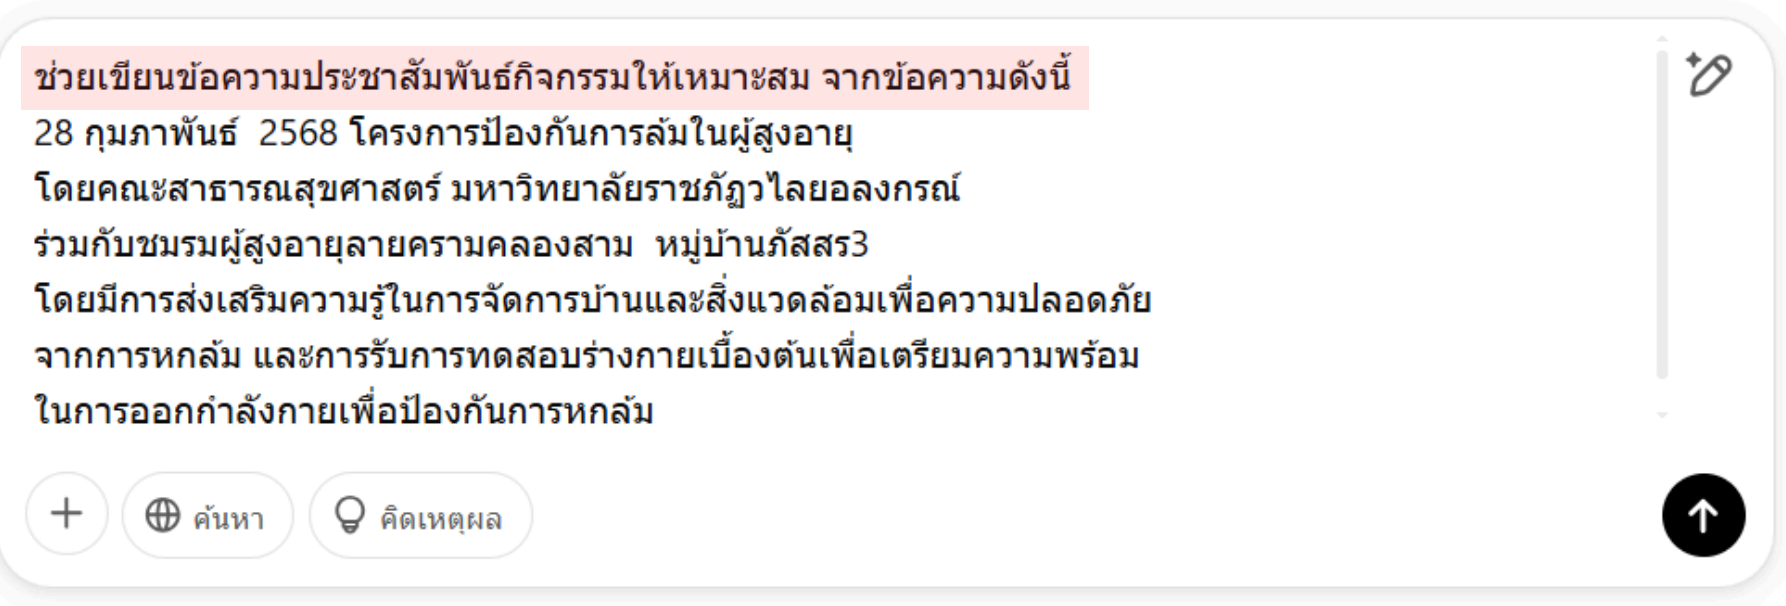 ช่วยเขียนข้อความประชาสัมพันธ์กิจกรรมให้เหมาะสม จากข้อความดังนี้
28 กุมภาพันธ์  2568 โครงการป้องกันการล้มในผู้สูงอายุ
โดยคณะสาธารณสุขศาสตร์ มหาวิทยาลัยราชภัฏวไลยอลงกรณ์
ร่วมกับชมรมผู้สูงอายุลายครามคลองสาม  หมู่บ้านภัสสร3
โดยมีการส่งเสริมความรู้ในการจัดการบ้านและสิ่งแวดล้อมเพื่อความปลอดภัย
จากการหกล้ม และการรับการทดสอบร่างกายเบื้องต้นเพื่อเตรียมความพร้อม
ในการออกกำลังกายเพื่อป้องกันการหกล้ม
ค้นหา คิดเหตุผล